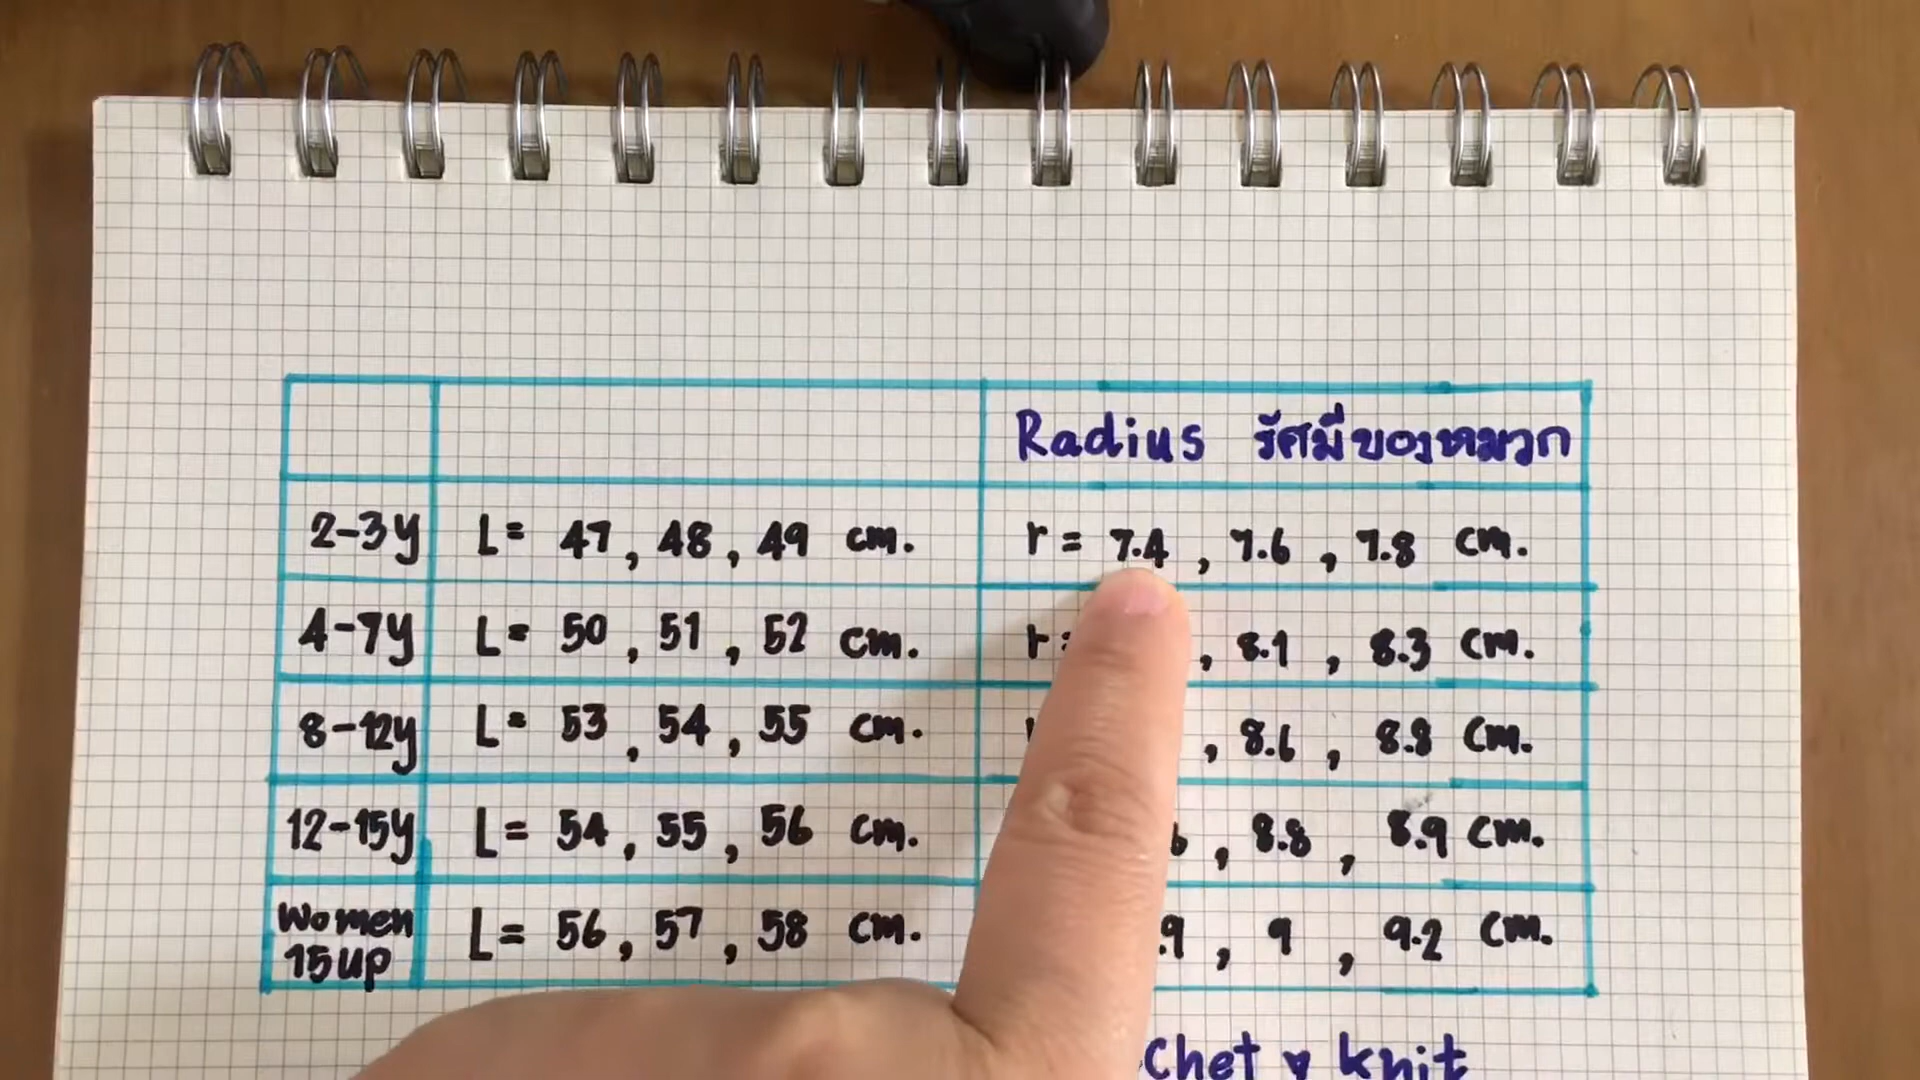 Radius รัศมีของหมวก
2-3y L= 47, 48, 49 cm. r = 7.4, 7.6, 7.8 cm.
4-7y L= 50, 51, 52 cm. r= , 8.1, 8.3 cm.
8-12y L= 53, 54, 55 cm. , 8.6, 8.8 cm.
12-15y L= 54, 55, 56 cm. , 8.8, 8.9 cm.
Women 15up L= 56, 57, 58 cm. , 9, 9.2 cm.
chet ♥ knit